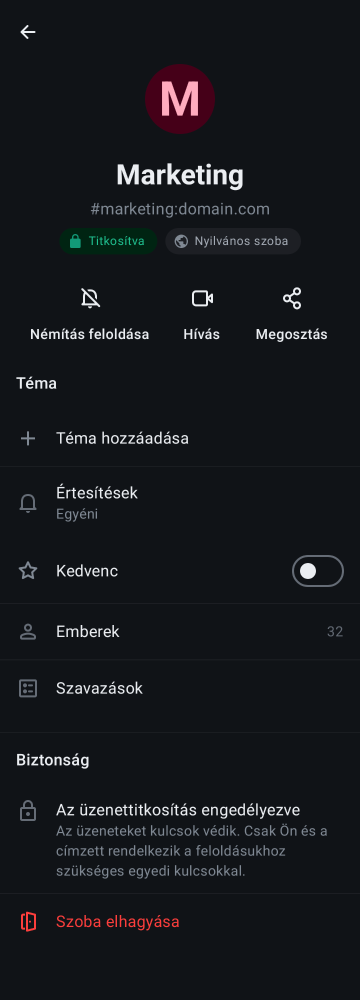 M
Marketing
#marketing:domain.com
Titkosítva
Nyilvános szoba
Némítás feloldása
Hívás
Megosztás
Téma
Téma hozzáadása
Értesítések
Egyéni
Kedvenc
Emberek
32
Szavazások
Biztonság
Az üzenettitkosítás engedélyezve
Az üzeneteket kulcsok védik. Csak Ön és a
címzett rendelkezik a feloldásukhoz
szükséges egyedi kulcsokkal.
Szoba elhagyása